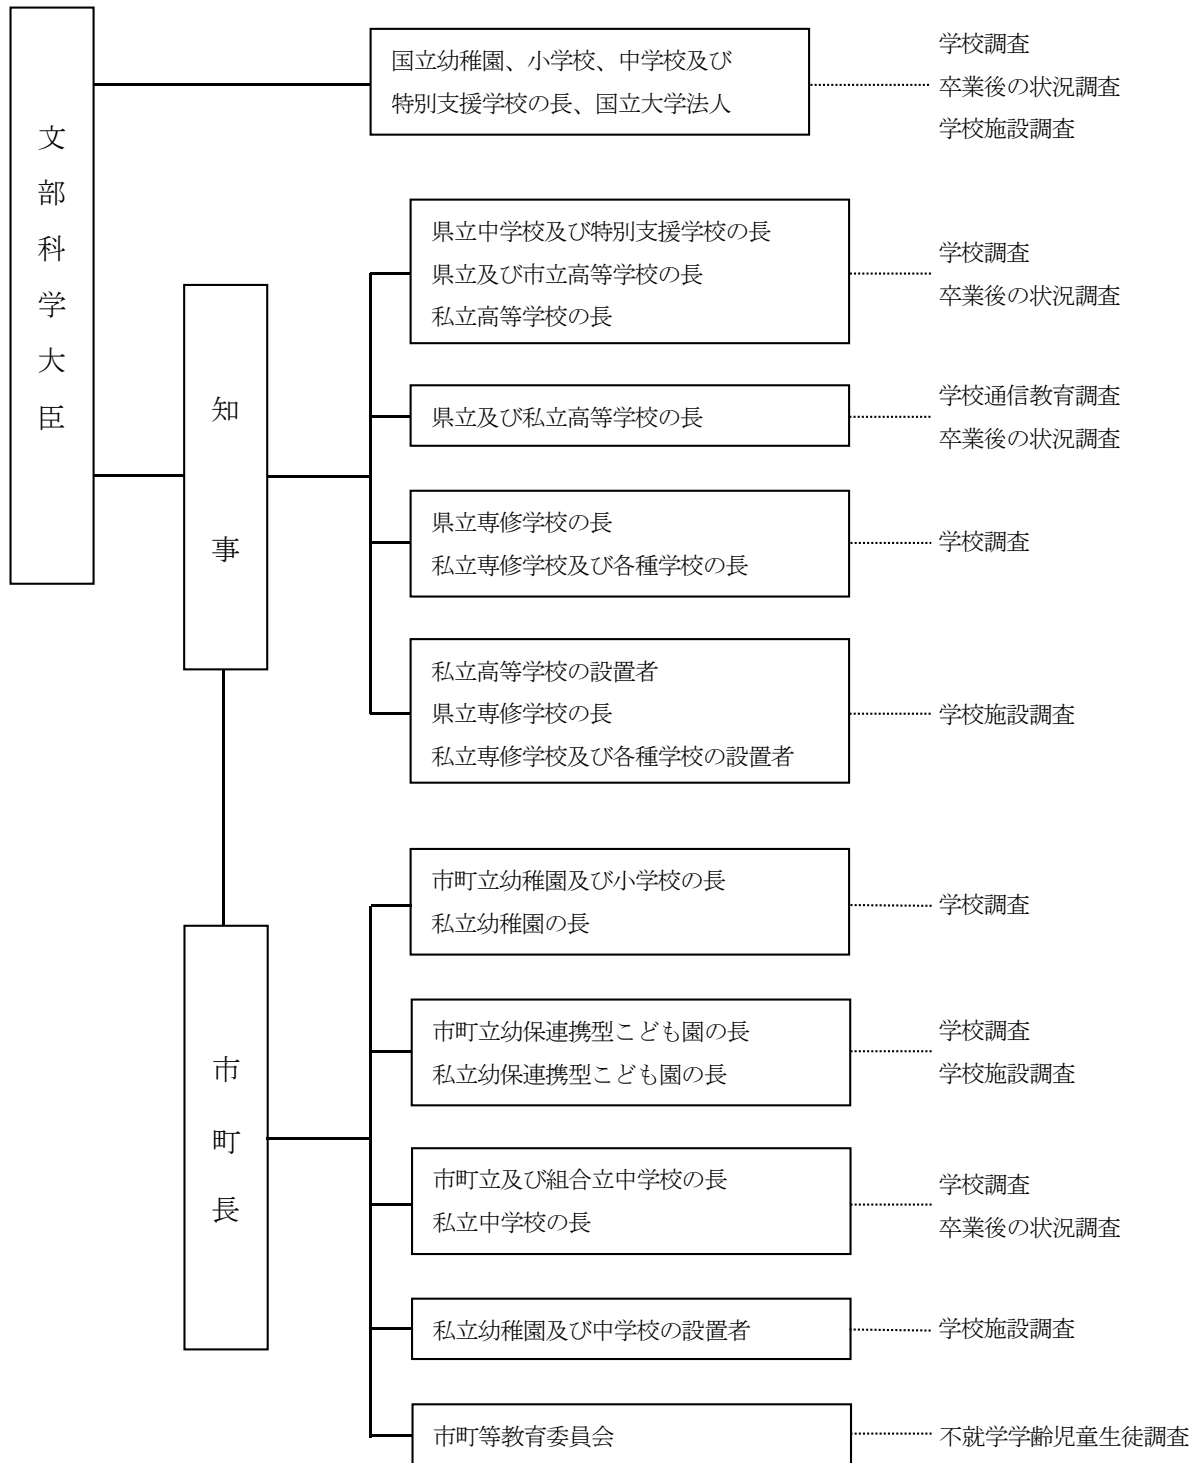 文部科学大臣
国立幼稚園、小学校、中学校及び
特別支援学校の長、国立大学法人
学校調査
卒業後の状況調査
学校施設調査
知事
県立中学校及び特別支援学校の長
県立及び市立高等学校の長
私立高等学校の長
学校調査
卒業後の状況調査
県立及び私立高等学校の長
学校通信教育調査
卒業後の状況調査
県立専修学校の長
私立専修学校及び各種学校の長
学校調査
私立高等学校の設置者
県立専修学校の長
私立専修学校及び各種学校の設置者
学校施設調査
市町長
市町立幼稚園及び小学校の長
私立幼稚園の長
学校調査
市町立幼保連携型こども園の長
私立幼保連携型こども園の長
学校調査
学校施設調査
市町立及び組合立中学校の長
私立中学校の長
学校調査
卒業後の状況調査
私立幼稚園及び中学校の設置者
学校施設調査
市町等教育委員会
不就学学齢児童生徒調査